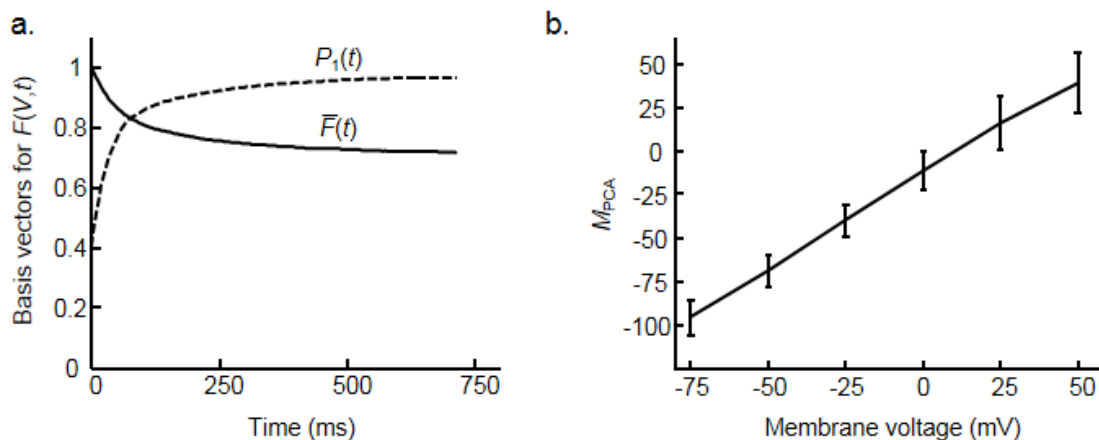 a.
Basis vectors for F(V,t)
1
0.8
0.6
0.4
0.2
0
P₁(t)
F̅(t)
0
250
500
750
Time (ms)
b.
M_PCA
50
25
0
-25
-50
-75
-100
-75
-50
-25
0
25
50
Membrane voltage (mV)